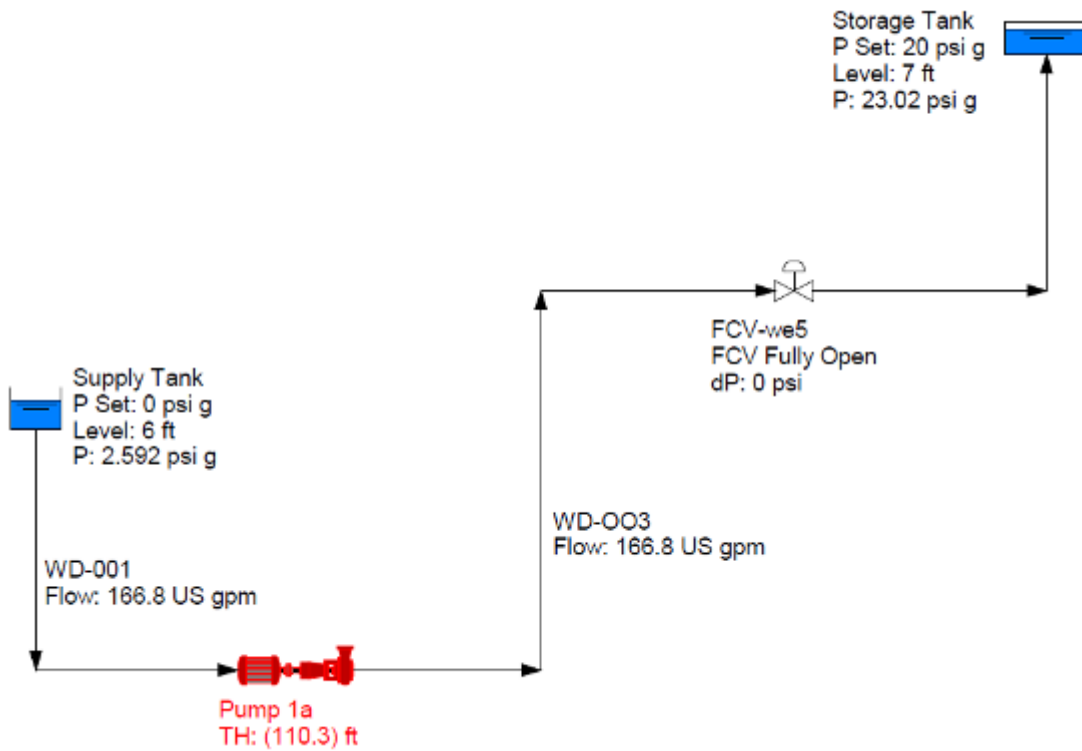 Storage Tank
P Set: 20 psi g
Level: 7 ft
P: 23.02 psi g
FCV-we5
FCV Fully Open
dP: 0 psi
Supply Tank
P Set: 0 psi g
Level: 6 ft
P: 2.592 psi g
WD-OO3
Flow: 166.8 US gpm
WD-001
Flow: 166.8 US gpm
Pump 1a
TH: (110.3) ft